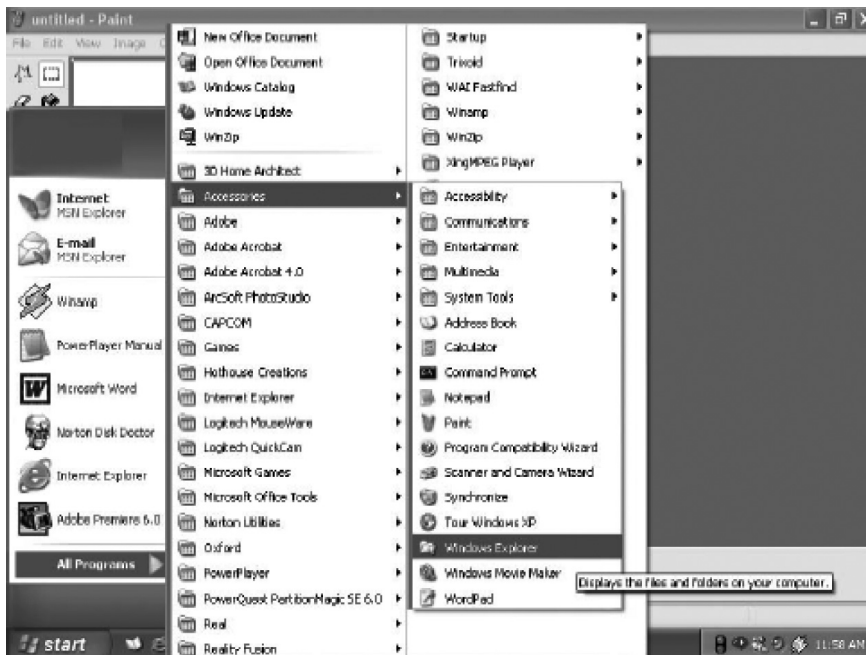 untitled - Paint
File Edit View Image
Internet
MSN Explorer
E-mail
MSN Explorer
Winamp
PowerPlayer Manual
Microsoft Word
Norton Disk Doctor
Internet Explorer
Adobe Premiere 6.0
All Programs
start
New Office Document
Open Office Document
Windows Catalog
Windows Update
WinZip
3D Home Architect
Accessories
Adobe
Adobe Acrobat
Adobe Acrobat 4.0
ArcSoft PhotoStudio
CAPCOM
Games
Hothouse Creations
Internet Explorer
Logitech MouseWare
Logitech QuickCam
Microsoft Games
Microsoft Office Tools
Norton Utilities
Oxford
PowerPlayer
PowerQuest PartitionMagic SE 6.0
Real
Reality Fusion
Startup
Trixoid
WAI Fastfind
Winamp
WinZip
XingMPEG Player
Accessibility
Communications
Entertainment
Multimedia
System Tools
Address Book
Calculator
Command Prompt
Notepad
Paint
Program Compatibility Wizard
Scanner and Camera Wizard
Synchronize
Tour Windows XP
Windows Explorer
Windows Movie Maker
WordPad
Displays the files and folders on your computer.
11:58 AM